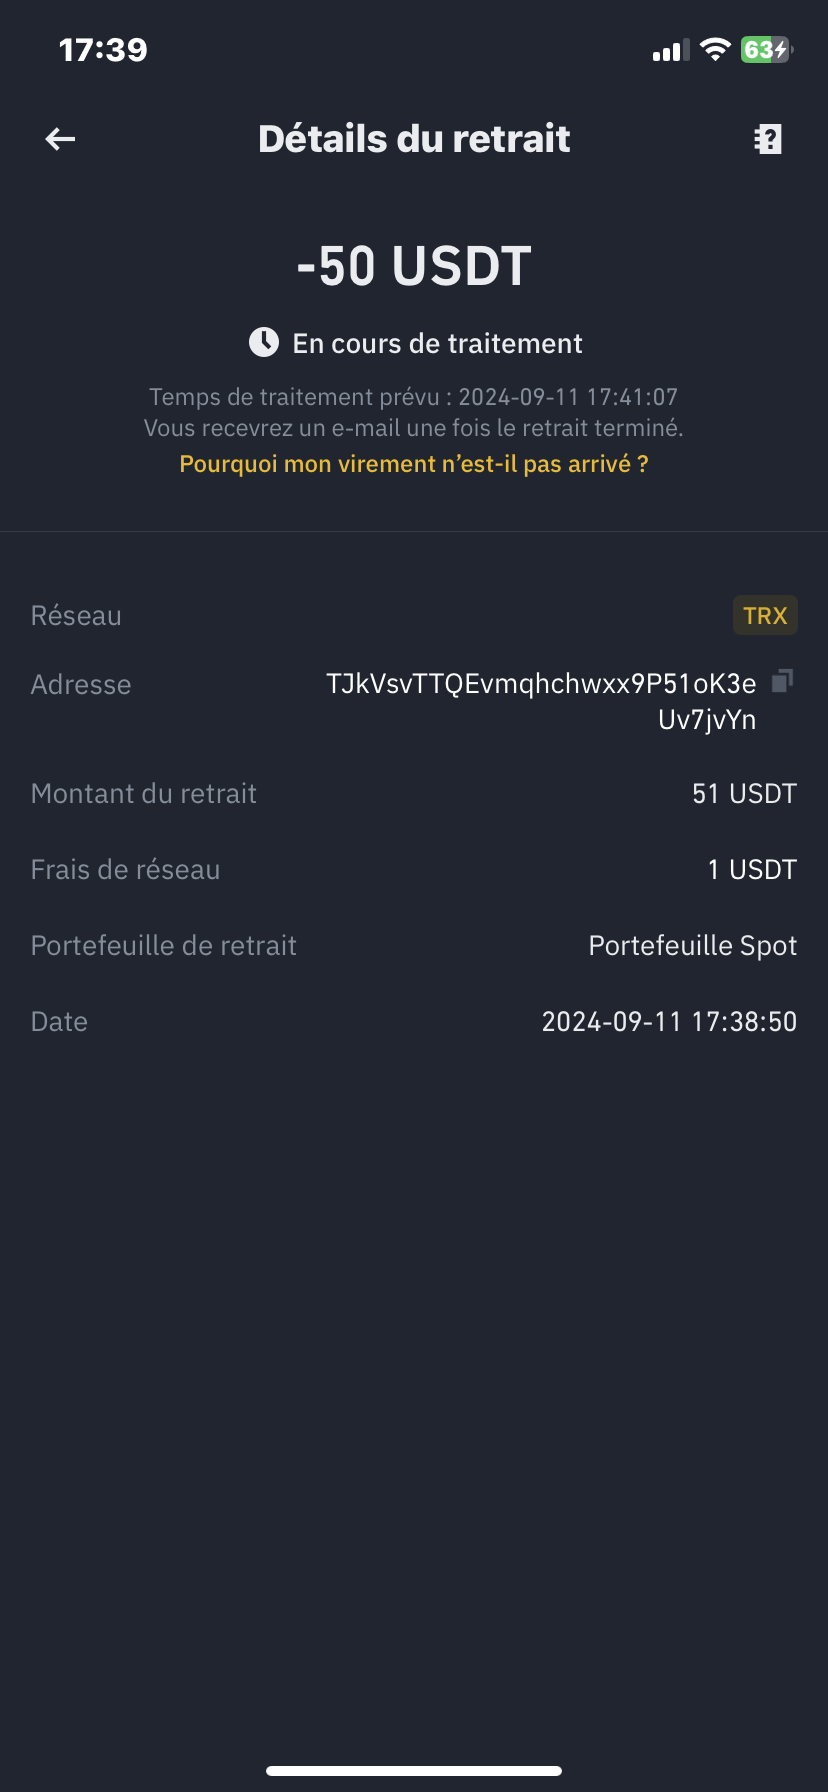 17:39
63
Détails du retrait
-50 USDT
En cours de traitement
Temps de traitement prévu : 2024-09-11 17:41:07
Vous recevrez un e-mail une fois le retrait terminé.
Pourquoi mon virement n’est-il pas arrivé ?
Réseau TRX
Adresse TJkVsvTTQEvmqhchwxx9P51oK3e
Uv7jvYn
Montant du retrait 51 USDT
Frais de réseau 1 USDT
Portefeuille de retrait Portefeuille Spot
Date 2024-09-11 17:38:50